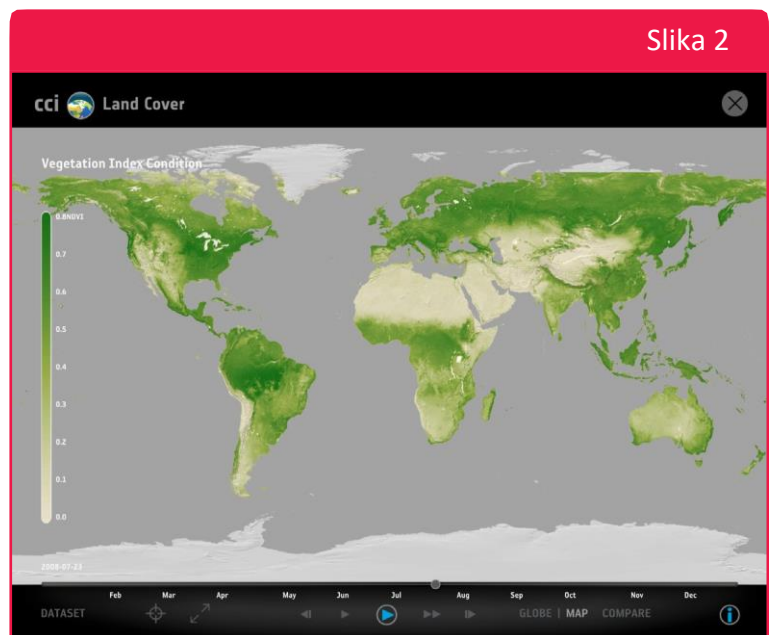 Slika 2
cci Land Cover
Vegetation Index Condition
0.8NDVI
0.7
0.6
0.5
0.4
0.3
0.2
0.1
0.0
2008-07-23
Feb Mar Apr May Jun Jul Aug Sep Oct Nov Dec
DATASET GLOBE | MAP COMPARE